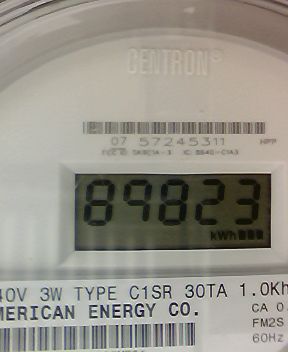 CENTRON®
07 57245311
89823
kWh
40V 3W TYPE C1SR 30TA 1.0Kh
MERICAN ENERGY CO.
CA 0.
FM2S
60Hz